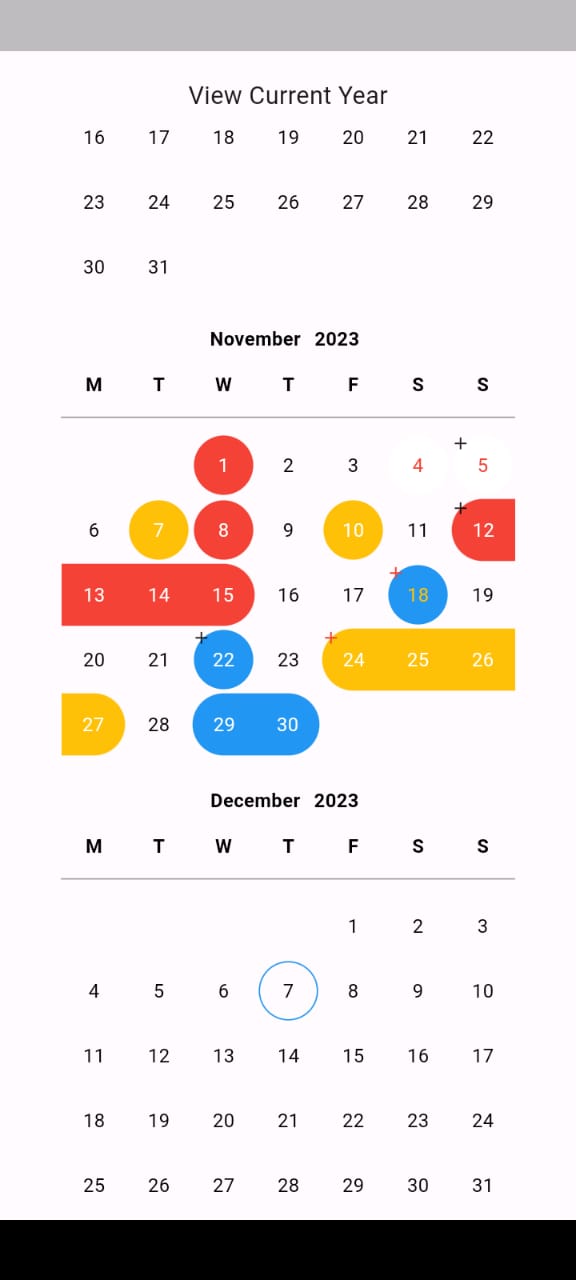 View Current Year
16 17 18 19 20 21 22
23 24 25 26 27 28 29
30 31
November 2023
M T W T F S S
+
1 2 3 4 5
+
6 7 8 9 10 11 12
+
13 14 15 16 17 18 19
+ +
20 21 22 23 24 25 26
27 28 29 30
December 2023
M T W T F S S
1 2 3
4 5 6 7 8 9 10
11 12 13 14 15 16 17
18 19 20 21 22 23 24
25 26 27 28 29 30 31